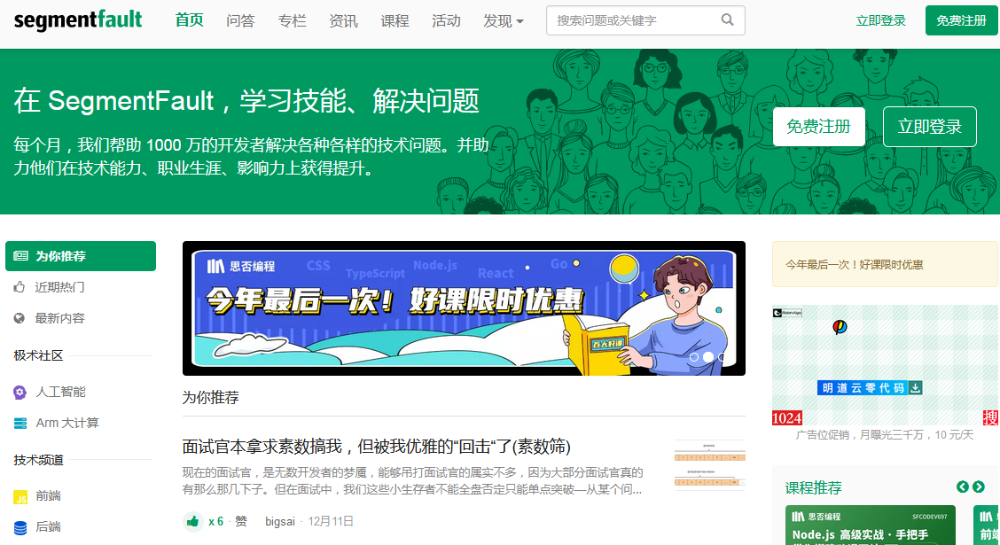 segmentfault 首页 问答 专栏 资讯 课程 活动 发现 搜索问题或关键字 立即登录 免费注册
在 SegmentFault，学习技能、解决问题
每个月，我们帮助 1000 万的开发者解决各种各样的技术问题。并助
力他们在技术能力、职业生涯、影响力上获得提升。
免费注册 立即登录
为你推荐
近期热门
最新内容
极术社区
人工智能
Arm 大计算
技术频道
JS 前端
后端
思否编程 CSS TypeScript Node.js React Go
今年最后一次！好课限时优惠
百大好课
为你推荐
面试官本拿求素数搞我，但被我优雅的“回击“了(素数筛)
现在的面试官，是无数开发者的梦魇，能够吊打面试官的属实不多，因为大部分面试官真的
有那么那几下子。但在面试中，我们这些小生存者不能全盘否定只能单点突破—从某个问...
x 6 · 赞 bigsai · 12月11日
今年最后一次！好课限时优惠
明道云零代码
1024 搜
广告位促销，月曝光三千万，10 元/天
课程推荐
思否编程 SFCODEV697
Node.js 高级实战·手把手
前端